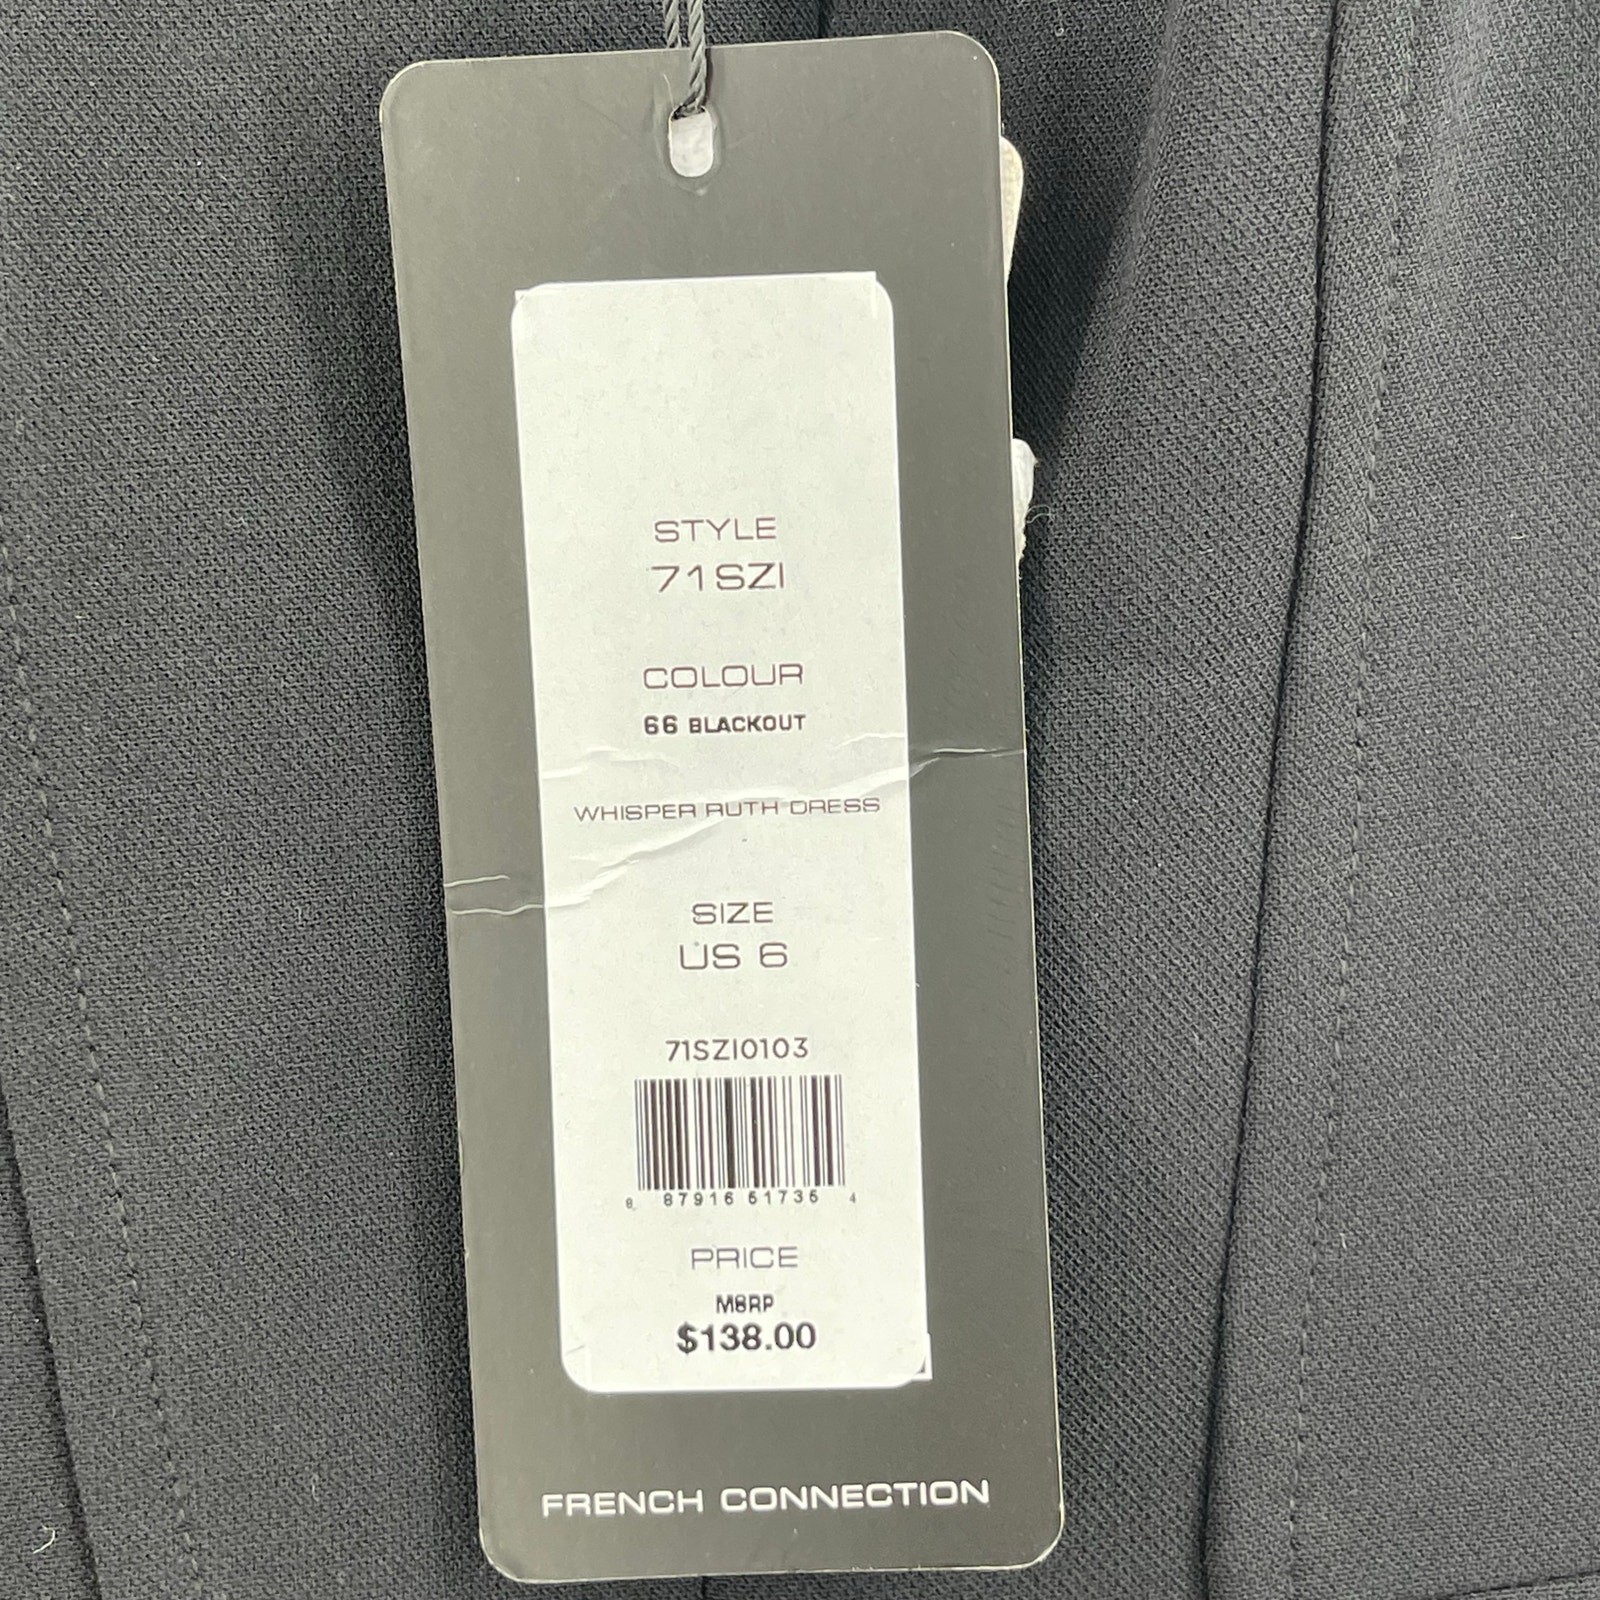 STYLE
71SZI
COLOUR
66 BLACKOUT
WHISPER RUTH DRESS
SIZE
US 6
71SZI0103
8 87916 51735 4
PRICE
MSRP
$138.00
FRENCH CONNECTION